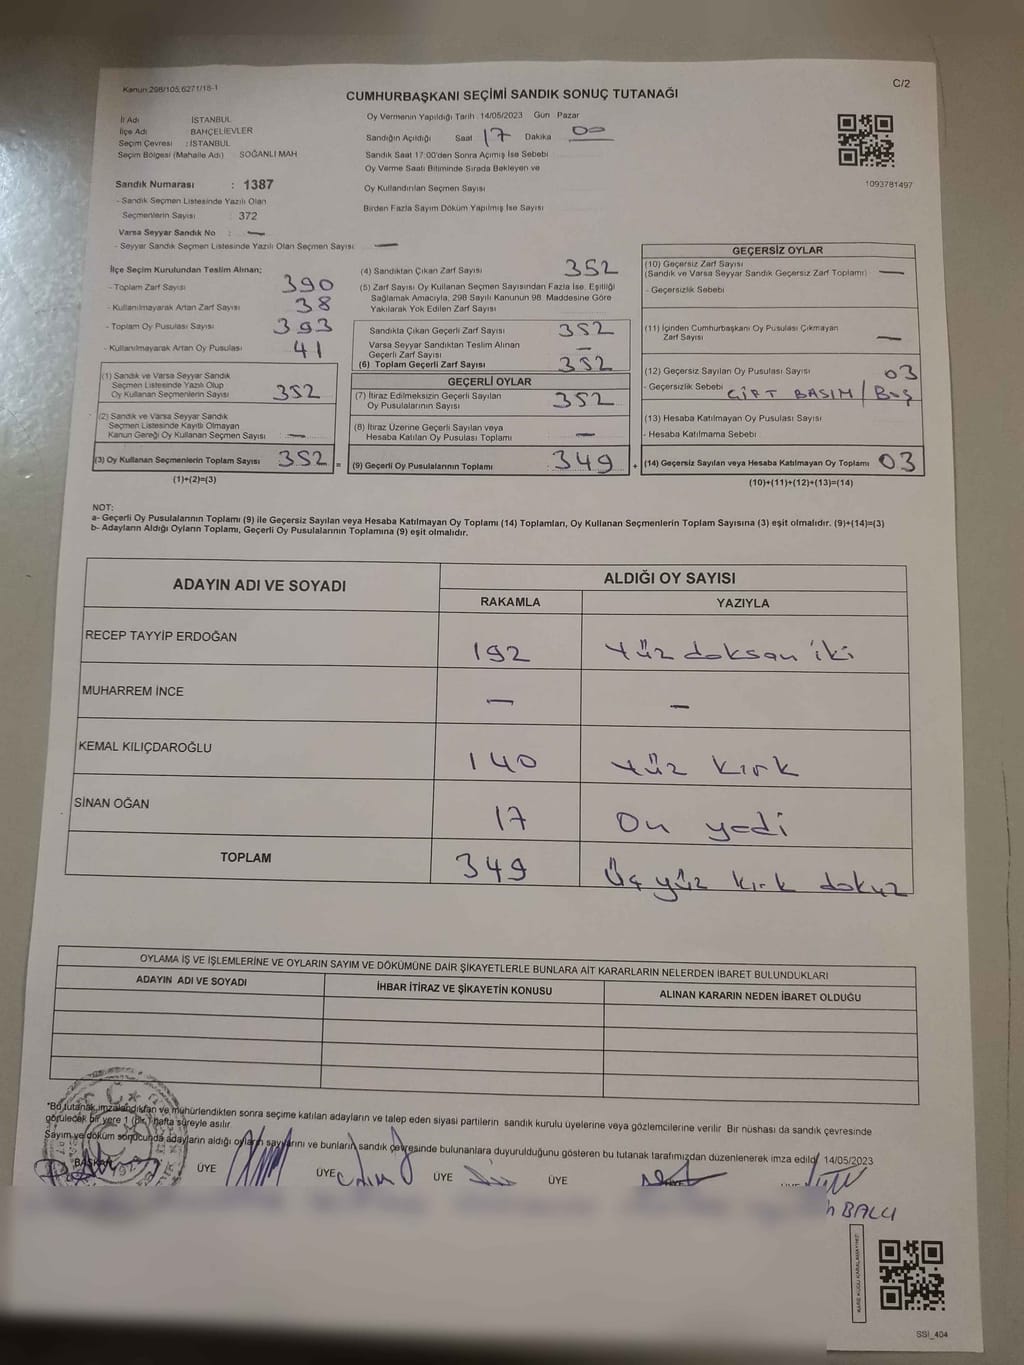 Kanun:298/105,6271/18-1
C/2
CUMHURBAŞKANI SEÇİMİ SANDIK SONUÇ TUTANAĞI
İl Adı İSTANBUL
İlçe Adı BAHÇELİEVLER
Seçim Çevresi : İSTANBUL
Seçim Bölgesi (Mahalle Adı) SOĞANLI MAH
Sandık Numarası : 1387
- Sandık Seçmen Listesinde Yazılı Olan
Seçmenlerin Sayısı : 372
Varsa Seyyar Sandık No : —
- Seyyar Sandık Seçmen Listesinde Yazılı Olan Seçmen Sayısı —
Oy Vermenin Yapıldığı Tarih 14/05/2023 Gün Pazar
Sandığın Açıldığı Saat 17 Dakika 00
Sandık Saat 17:00'den Sonra Açımış İse Sebebi
Oy Verme Saati Bitiminde Sırada Bekleyen ve
Oy Kullandırılan Seçmen Sayısı
Birden Fazla Sayım Döküm Yapılmış İse Sayısı
1093781497
İlçe Seçim Kurulundan Teslim Alınan;
- Toplam Zarf Sayısı 390
- Kullanılmayarak Artan Zarf Sayısı 38
- Toplam Oy Pusulası Sayısı 393
- Kullanılmayarak Artan Oy Pusulası 41
(1) Sandık ve Varsa Seyyar Sandık
Seçmen Listesinde Yazılı Olup
Oy Kullanan Seçmenlerin Sayısı 352
(2) Sandık ve Varsa Seyyar Sandık
Seçmen Listesinde Kayıtlı Olmayan
Kanun Gereği Oy Kullanan Seçmen Sayısı —
(3) Oy Kullanan Seçmenlerin Toplam Sayısı 352 =
(1)+(2)=(3)
(4) Sandıktan Çıkan Zarf Sayısı 352
(5) Zarf Sayısı Oy Kullanan Seçmen Sayısından Fazla İse, Eşitliği
Sağlamak Amacıyla, 298 Sayılı Kanunun 98. Maddesine Göre
Yakılarak Yok Edilen Zarf Sayısı
Sandıkta Çıkan Geçerli Zarf Sayısı 352
Varsa Seyyar Sandıktan Teslim Alınan
Geçerli Zarf Sayısı —
(6) Toplam Geçerli Zarf Sayısı 352
GEÇERLİ OYLAR
(7) İtiraz Edilmeksizin Geçerli Sayılan
Oy Pusulalarının Sayısı 352
(8) İtiraz Üzerine Geçerli Sayılan veya
Hesaba Katılan Oy Pusulası Toplamı —
(9) Geçerli Oy Pusulalarının Toplamı 349 +
GEÇERSİZ OYLAR
(10) Geçersiz Zarf Sayısı
(Sandık ve Varsa Seyyar Sandık Geçersiz Zarf Toplamı) —
- Geçersizlik Sebebi
(11) İçinden Cumhurbaşkanı Oy Pusulası Çıkmayan
Zarf Sayısı —
(12) Geçersiz Sayılan Oy Pusulası Sayısı 03
- Geçersizlik Sebebi ÇİFT BASIM / Boş
(13) Hesaba Katılmayan Oy Pusulası Sayısı
- Hesaba Katılmama Sebebi
(14) Geçersiz Sayılan veya Hesaba Katılmayan Oy Toplamı 03
(10)+(11)+(12)+(13)=(14)
NOT:
a- Geçerli Oy Pusulalarının Toplamı (9) ile Geçersiz Sayılan veya Hesaba Katılmayan Oy Toplamı (14) Toplamları, Oy Kullanan Seçmenlerin Toplam Sayısına (3) eşit olmalıdır. (9)+(14)=(3)
b- Adayların Aldığı Oyların Toplamı, Geçerli Oy Pusulalarının Toplamına (9) eşit olmalıdır.
ADAYIN ADI VE SOYADI
ALDIĞI OY SAYISI
RAKAMLA YAZIYLA
RECEP TAYYİP ERDOĞAN 192 Yüz doksan iki
MUHARREM İNCE — —
KEMAL KILIÇDAROĞLU 140 Yüz kırk
SİNAN OĞAN 17 On yedi
TOPLAM 349 Üç yüz kırk dokuz
OYLAMA İŞ VE İŞLEMLERİNE VE OYLARIN SAYIM VE DÖKÜMÜNE DAİR ŞİKAYETLERLE BUNLARA AİT KARARLARIN NELERDEN İBARET BULUNDUKLARI
ADAYIN ADI VE SOYADI İHBAR İTİRAZ VE ŞİKAYETİN KONUSU ALINAN KARARIN NEDEN İBARET OLDUĞU
*Bu tutanak,imzalandıktan ve mühürlendikten sonra seçime katılan adayların ve talep eden siyasi partilerin sandık kurulu üyelerine veya gözlemcilerine verilir. Bir nüshası da sandık çevresinde
görülecek bir yere 1 (Bir ) hafta süreyle asılır.
Sayım ve döküm sonucunda adayların aldığı oyların sayılarını ve bunların sandık çevresinde bulunanlara duyurulduğunu gösteren bu tutanak tarafımızdan düzenlenerek imza edildi. 14/05/2023
BAŞKAN ÜYE ÜYE ÜYE ÜYE
BALLI
SSI_404